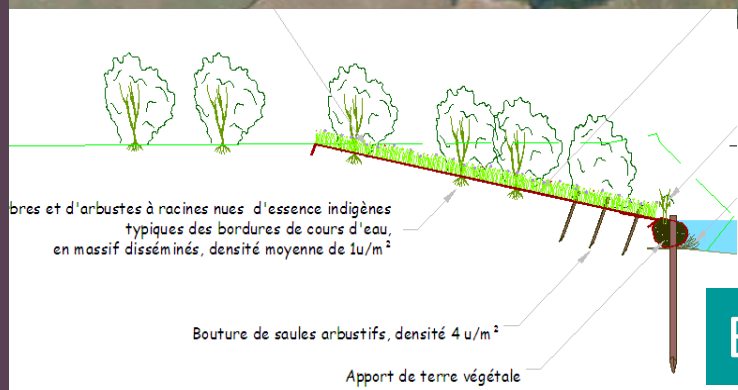 bres et d'arbustes à racines nues d'essence indigènes
typiques des bordures de cours d'eau,
en massif disséminés, densité moyenne de 1u/m²
Bouture de saules arbustifs, densité 4 u/m²
Apport de terre végétale